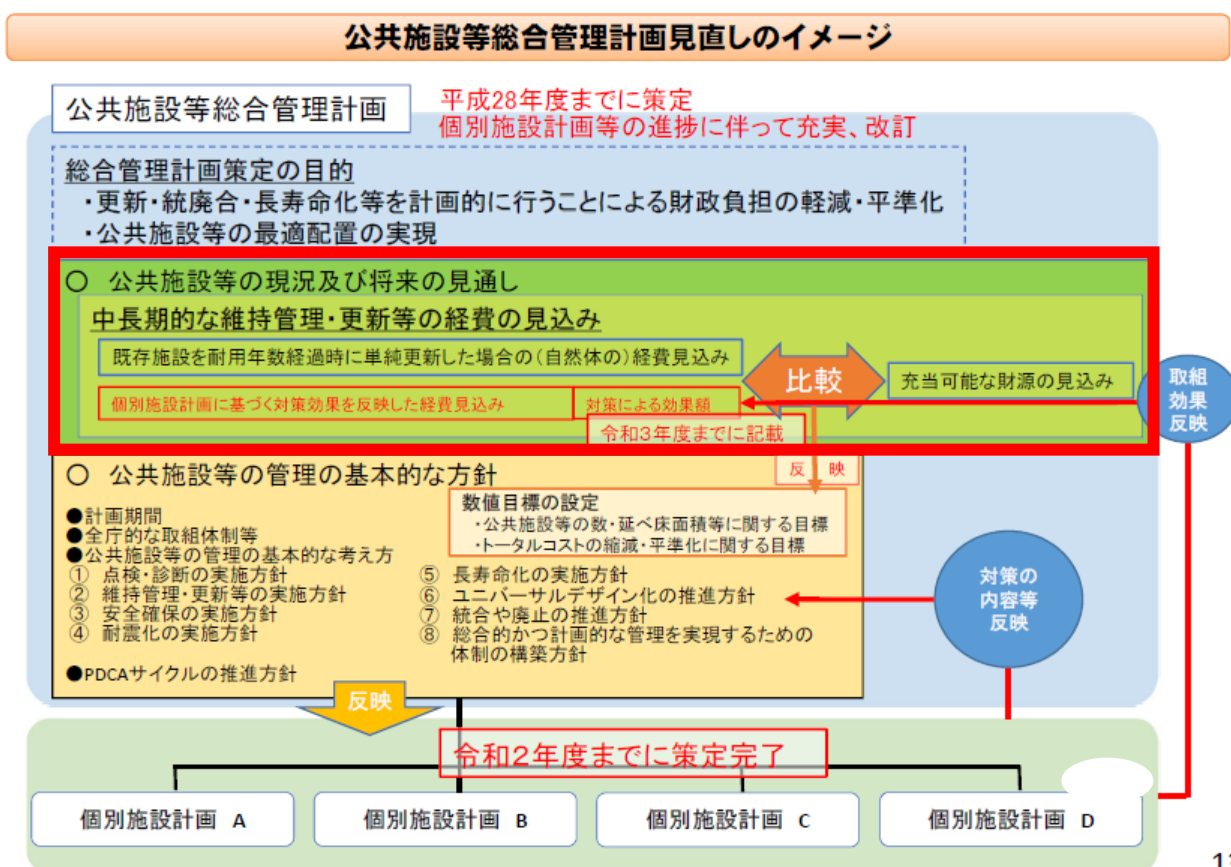 公共施設等総合管理計画見直しのイメージ
公共施設等総合管理計画
平成28年度までに策定
個別施設計画等の進捗に伴って充実、改訂
総合管理計画策定の目的
・更新・統廃合・長寿命化等を計画的に行うことによる財政負担の軽減・平準化
・公共施設等の最適配置の実現
〇 公共施設等の現況及び将来の見通し
中長期的な維持管理・更新等の経費の見込み
既存施設を耐用年数経過時に単純更新した場合の(自然体の)経費見込み
比較
充当可能な財源の見込み
個別施設計画に基づく対策効果を反映した経費見込み
対策による効果額
令和3年度までに記載
取組
効果
反映
〇 公共施設等の管理の基本的な方針
反 映
数値目標の設定
・公共施設等の数・延べ床面積等に関する目標
・トータルコストの縮減・平準化に関する目標
●計画期間
●全庁的な取組体制等
●公共施設等の管理の基本的な考え方
① 点検・診断の実施方針
② 維持管理・更新等の実施方針
③ 安全確保の実施方針
④ 耐震化の実施方針
⑤ 長寿命化の実施方針
⑥ ユニバーサルデザイン化の推進方針
⑦ 統合や廃止の推進方針
⑧ 総合的かつ計画的な管理を実現するための
体制の構築方針
●PDCAサイクルの推進方針
対策の
内容等
反映
反映
令和2年度までに策定完了
個別施設計画 A
個別施設計画 B
個別施設計画 C
個別施設計画 D